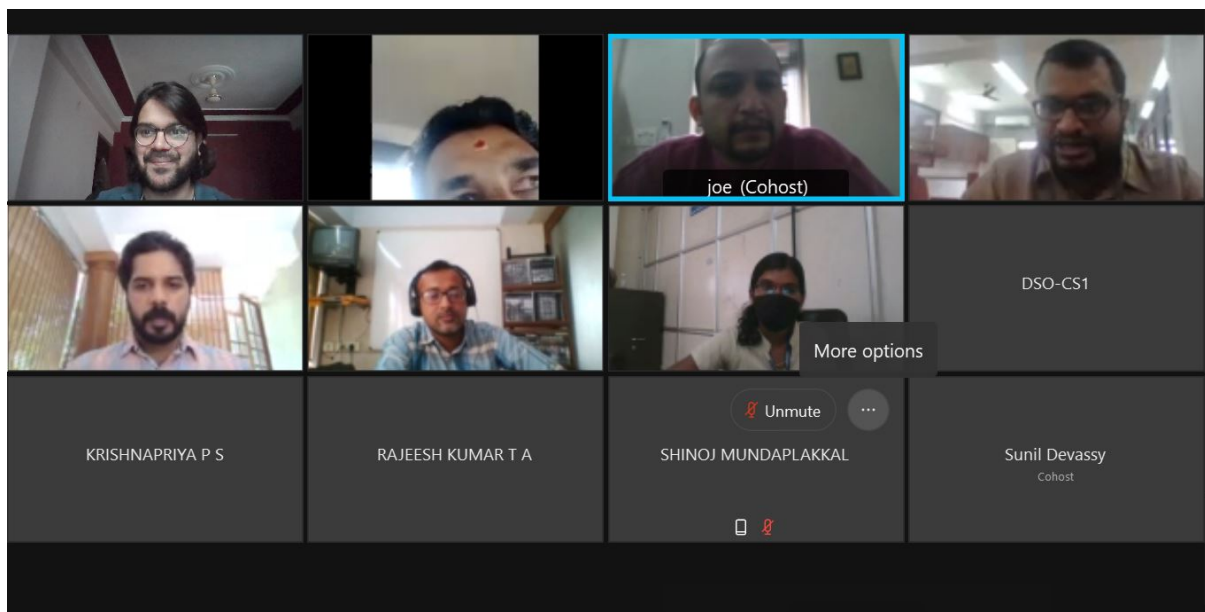 joe (Cohost)
DSO-CS1
More options
Unmute
KRISHNAPRIYA P S
RAJEESH KUMAR T A
SHINOJ MUNDAPLAKKAL
Sunil Devassy
Cohost